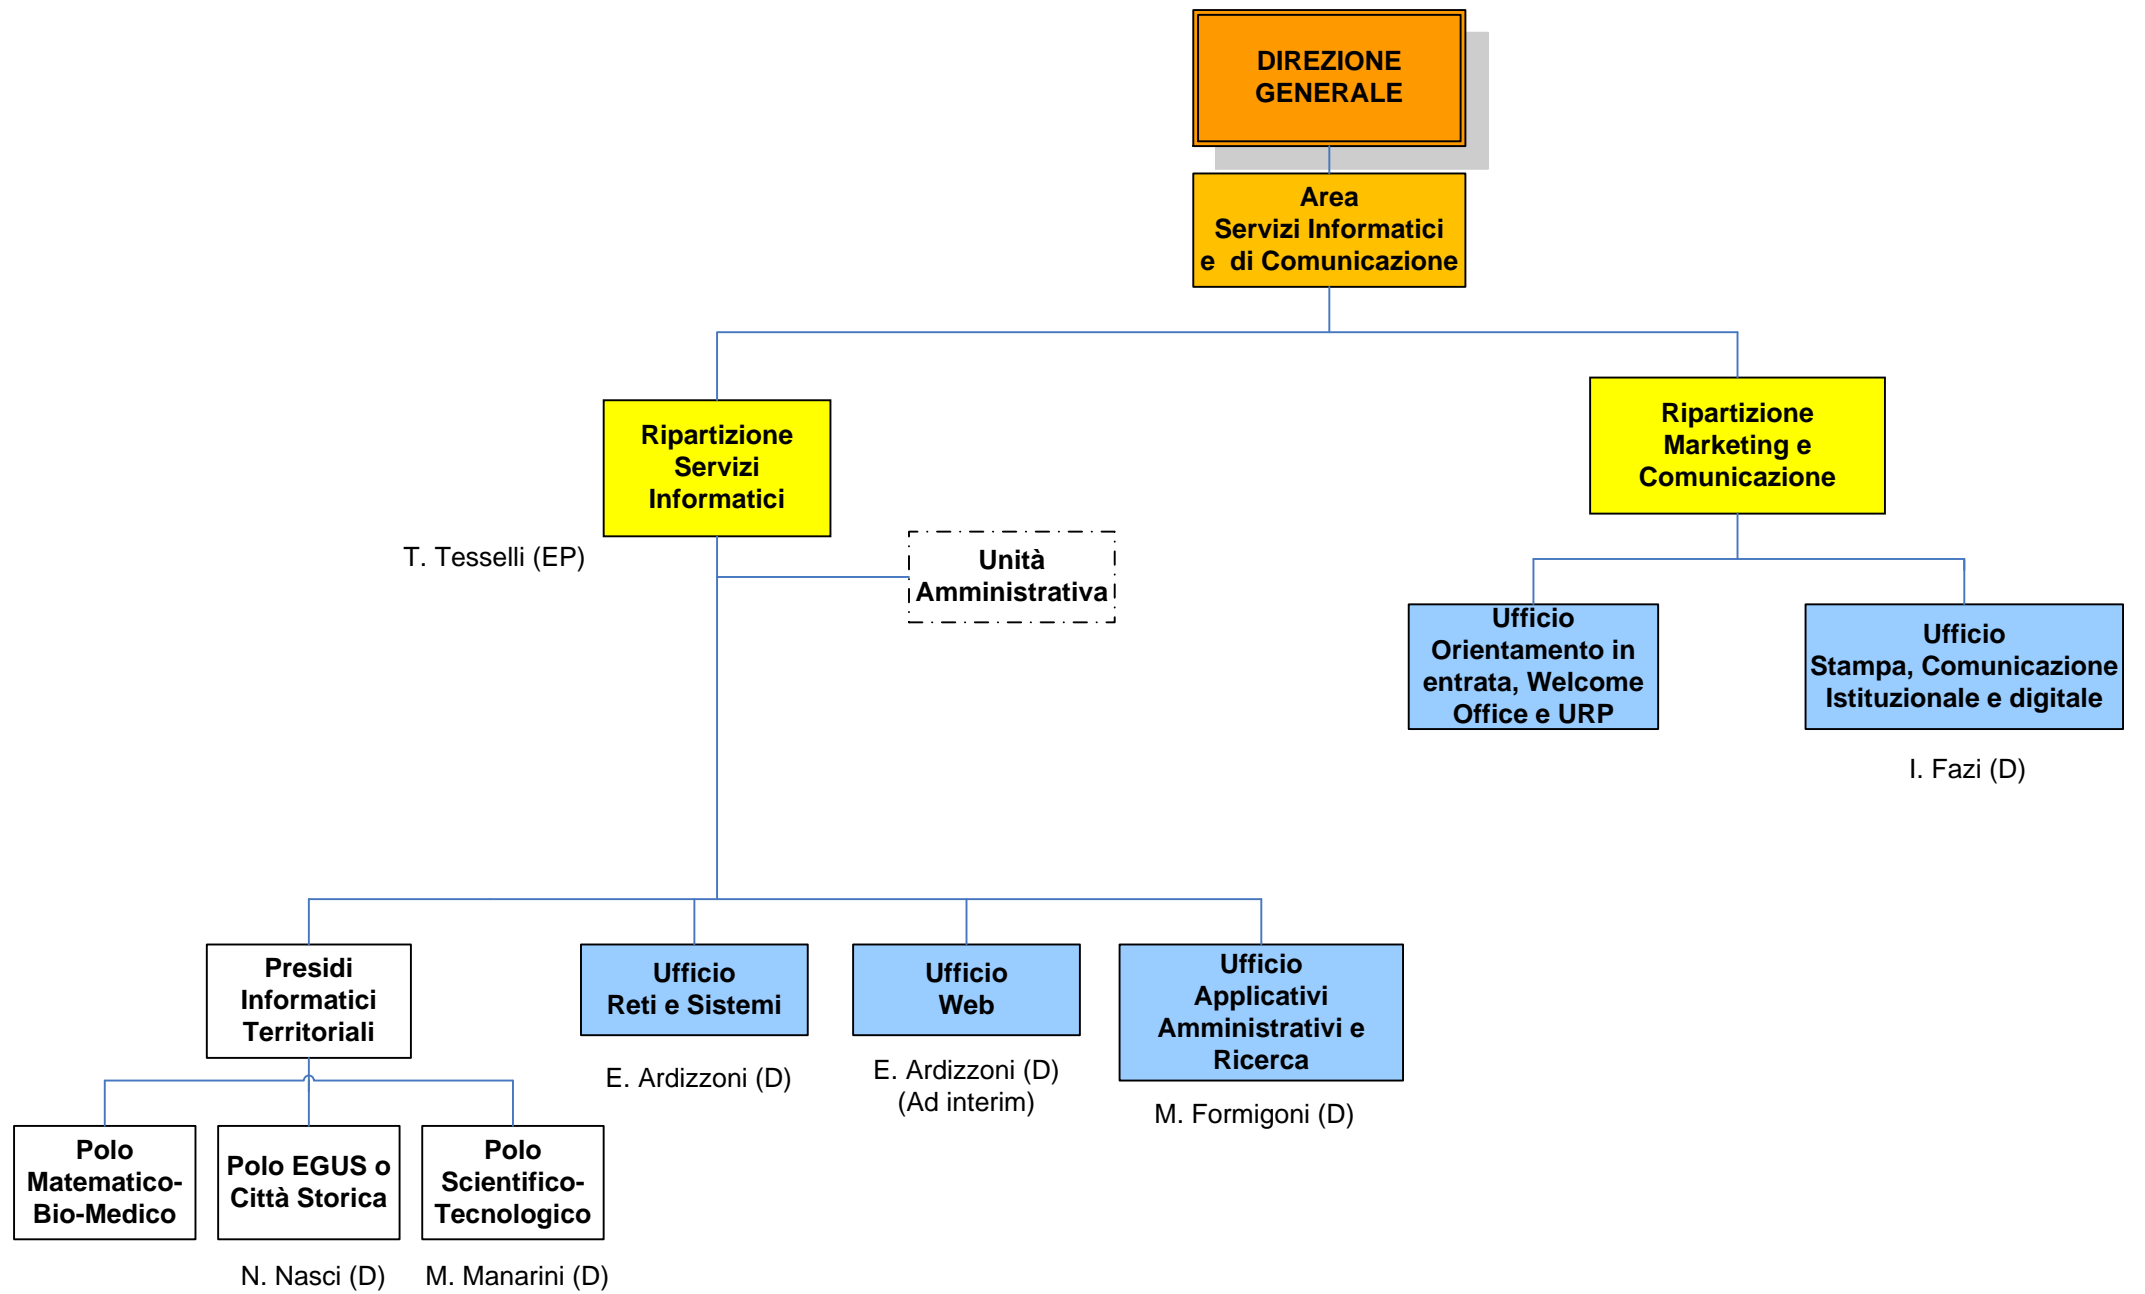 DIREZIONE
GENERALE
Area
Servizi Informatici
e  di Comunicazione
Ripartizione
Servizi
Informatici
Ripartizione
Marketing e
Comunicazione
T. Tesselli (EP)
Unità
Amministrativa
Ufficio
Orientamento in
entrata, Welcome
Office e URP
Ufficio
Stampa, Comunicazione
Istituzionale e digitale
I. Fazi (D)
Presidi
Informatici
Territoriali
Ufficio
Reti e Sistemi
Ufficio
Web
Ufficio
Applicativi
Amministrativi e
Ricerca
E. Ardizzoni (D)
E. Ardizzoni (D)
(Ad interim)
M. Formigoni (D)
Polo
Matematico-
Bio-Medico
Polo EGUS o
Città Storica
Polo
Scientifico-
Tecnologico
N. Nasci (D)
M. Manarini (D)